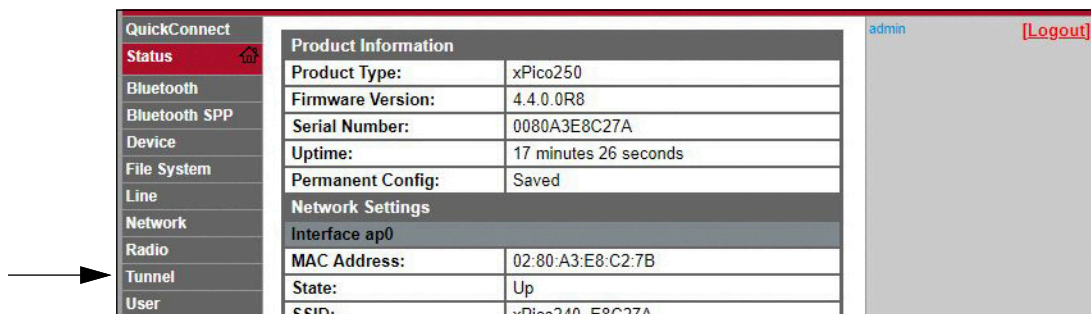 QuickConnect
Status
Bluetooth
Bluetooth SPP
Device
File System
Line
Network
Radio
Tunnel
User
Product Information
Product Type: xPico250
Firmware Version: 4.4.0.0R8
Serial Number: 0080A3E8C27A
Uptime: 17 minutes 26 seconds
Permanent Config: Saved
Network Settings
Interface ap0
MAC Address: 02:80:A3:E8:C2:7B
State: Up
SSID: xPico240_E8C27A
admin [Logout]